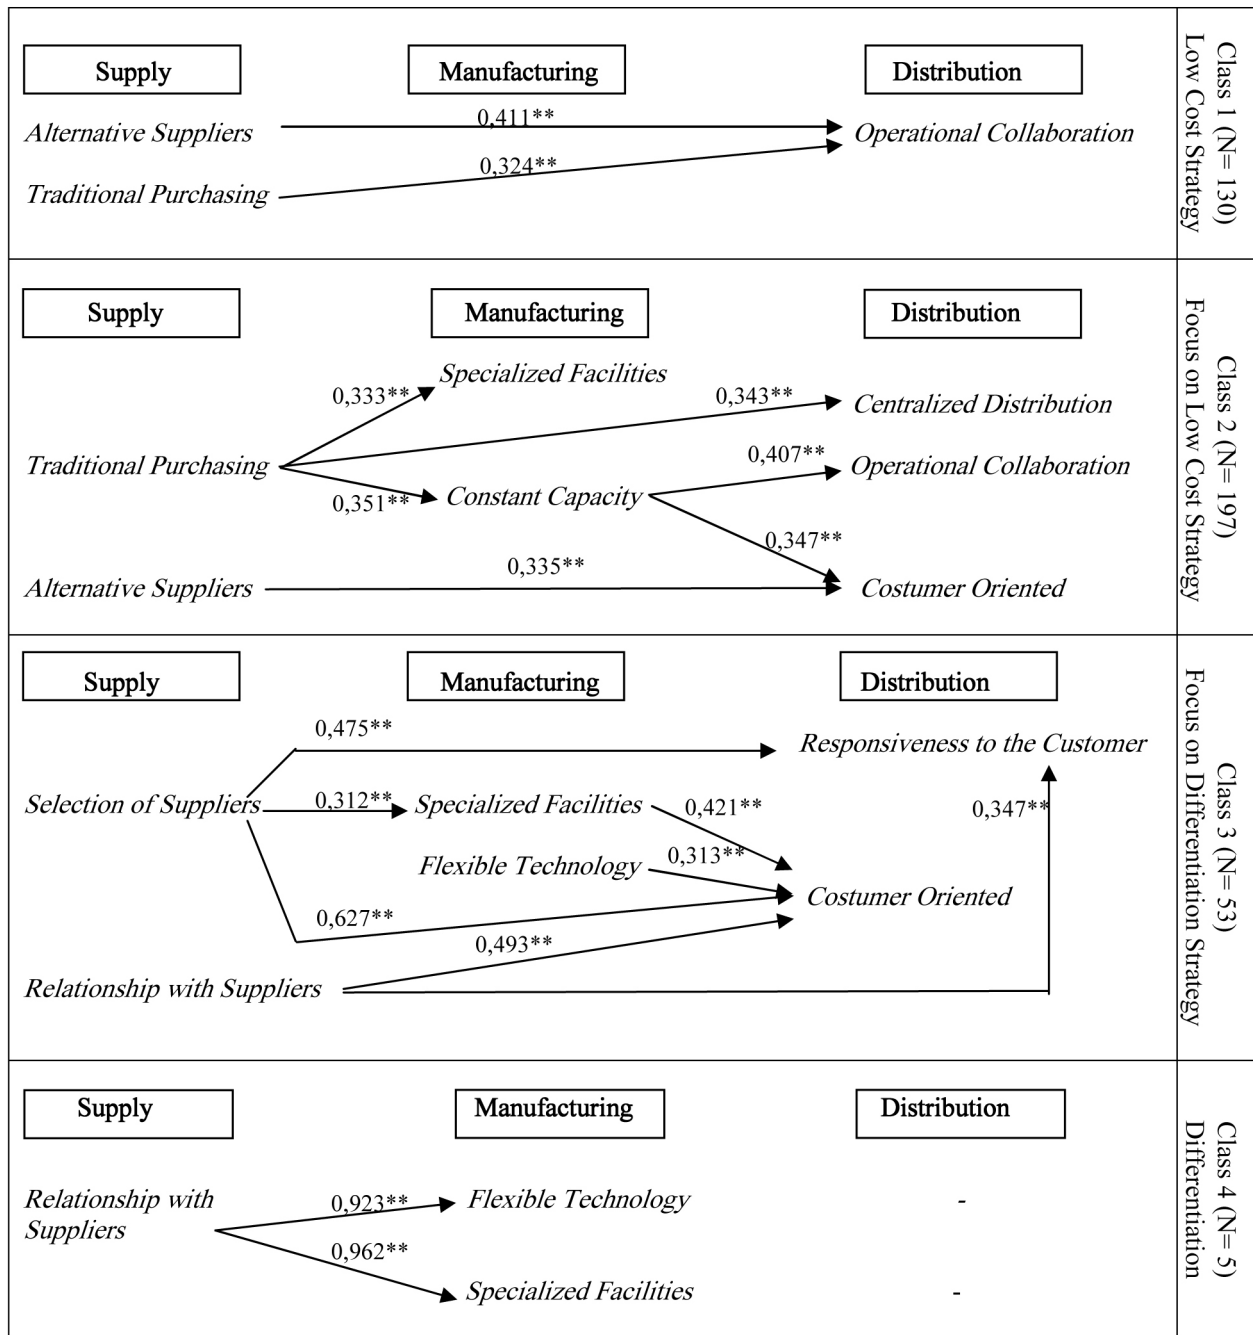 Supply
Manufacturing
Distribution
0,411**
Alternative Suppliers
Operational Collaboration
0,324**
Traditional Purchasing
Class 1 (N= 130)
Low Cost Strategy
Supply
Manufacturing
Distribution
Specialized Facilities
0,333**
0,343**
Centralized Distribution
0,407**
Traditional Purchasing
Operational Collaboration
0,351**
Constant Capacity
0,347**
0,335**
Alternative Suppliers
Costumer Oriented
Class 2 (N= 197)
Focus on Low Cost Strategy
Supply
Manufacturing
Distribution
0,475**
Responsiveness to the Customer
Selection of Suppliers
0,312**
Specialized Facilities
0,421**
0,347**
0,313**
Flexible Technology
Costumer Oriented
0,627**
0,493**
Relationship with Suppliers
Class 3 (N= 53)
Focus on Differentiation Strategy
Supply
Manufacturing
Distribution
Relationship with
Suppliers
0,923**
Flexible Technology
-
0,962**
Specialized Facilities
-
Class 4 (N= 5)
Differentiation